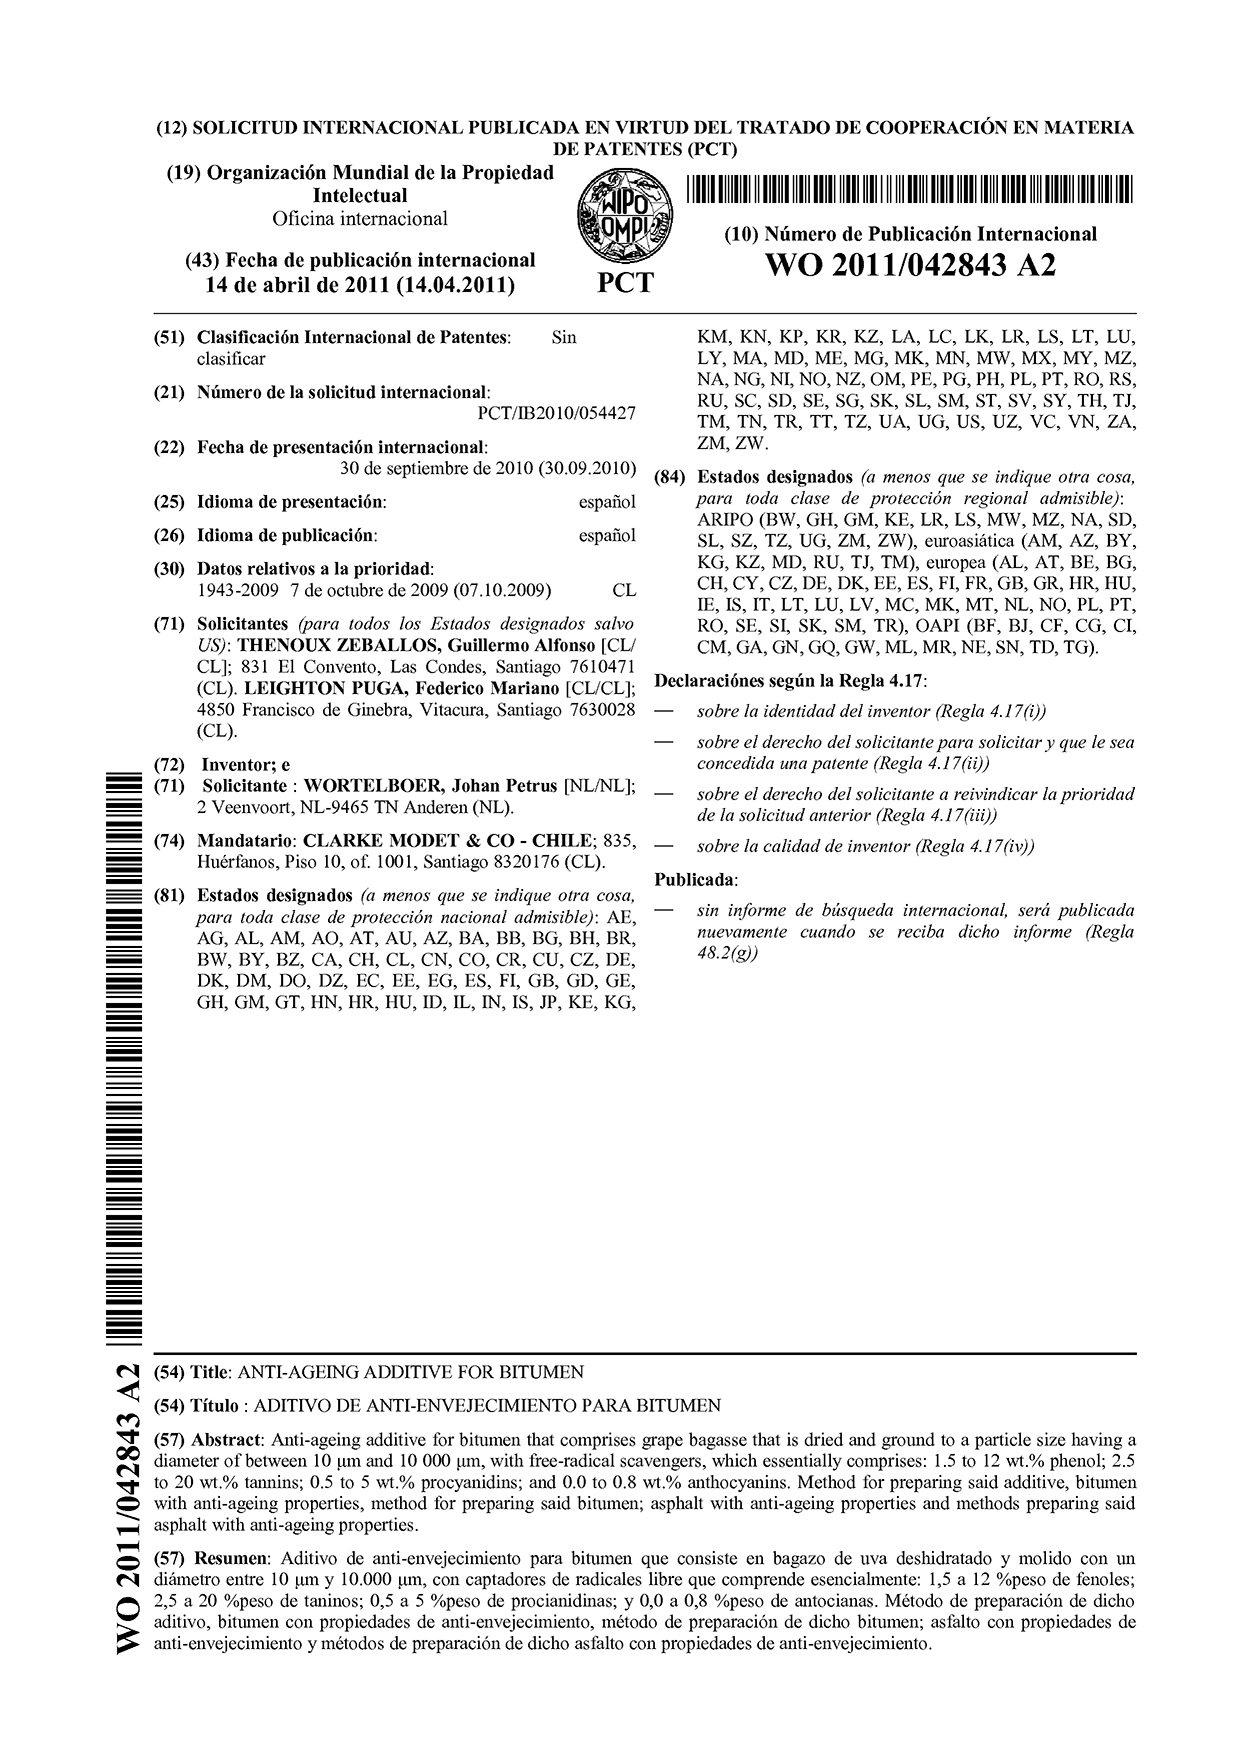 (12) SOLICITUD INTERNACIONAL PUBLICADA EN VIRTUD DEL TRATADO DE COOPERACIÓN EN MATERIA
DE PATENTES (PCT)
(19) Organización Mundial de la Propiedad
Intelectual
Oficina internacional
(43) Fecha de publicación internacional
14 de abril de 2011 (14.04.2011)
WIPO
OMPI
PCT
(10) Número de Publicación Internacional
WO 2011/042843 A2
(51) Clasificación Internacional de Patentes: Sin
clasificar
(21) Número de la solicitud internacional:
PCT/IB2010/054427
(22) Fecha de presentación internacional:
30 de septiembre de 2010 (30.09.2010)
(25) Idioma de presentación: español
(26) Idioma de publicación: español
(30) Datos relativos a la prioridad:
1943-2009 7 de octubre de 2009 (07.10.2009) CL
(71) Solicitantes (para todos los Estados designados salvo
US): THENOUX ZEBALLOS, Guillermo Alfonso [CL/
CL]; 831 El Convento, Las Condes, Santiago 7610471
(CL). LEIGHTON PUGA, Federico Mariano [CL/CL];
4850 Francisco de Ginebra, Vitacura, Santiago 7630028
(CL).
(72) Inventor; e
(71) Solicitante : WORTELBOER, Johan Petrus [NL/NL];
2 Veenvoort, NL-9465 TN Anderen (NL).
(74) Mandatario: CLARKE MODET & CO - CHILE; 835,
Huérfanos, Piso 10, of. 1001, Santiago 8320176 (CL).
(81) Estados designados (a menos que se indique otra cosa,
para toda clase de protección nacional admisible): AE,
AG, AL, AM, AO, AT, AU, AZ, BA, BB, BG, BH, BR,
BW, BY, BZ, CA, CH, CL, CN, CO, CR, CU, CZ, DE,
DK, DM, DO, DZ, EC, EE, EG, ES, FI, GB, GD, GE,
GH, GM, GT, HN, HR, HU, ID, IL, IN, IS, JP, KE, KG,
KM, KN, KP, KR, KZ, LA, LC, LK, LR, LS, LT, LU,
LY, MA, MD, ME, MG, MK, MN, MW, MX, MY, MZ,
NA, NG, NI, NO, NZ, OM, PE, PG, PH, PL, PT, RO, RS,
RU, SC, SD, SE, SG, SK, SL, SM, ST, SV, SY, TH, TJ,
TM, TN, TR, TT, TZ, UA, UG, US, UZ, VC, VN, ZA,
ZM, ZW.
(84) Estados designados (a menos que se indique otra cosa,
para toda clase de protección regional admisible):
ARIPO (BW, GH, GM, KE, LR, LS, MW, MZ, NA, SD,
SL, SZ, TZ, UG, ZM, ZW), euroasiática (AM, AZ, BY,
KG, KZ, MD, RU, TJ, TM), europea (AL, AT, BE, BG,
CH, CY, CZ, DE, DK, EE, ES, FI, FR, GB, GR, HR, HU,
IE, IS, IT, LT, LU, LV, MC, MK, MT, NL, NO, PL, PT,
RO, SE, SI, SK, SM, TR), OAPI (BF, BJ, CF, CG, CI,
CM, GA, GN, GQ, GW, ML, MR, NE, SN, TD, TG).
Declaraciónes según la Regla 4.17:
— sobre la identidad del inventor (Regla 4.17(i))
— sobre el derecho del solicitante para solicitar y que le sea
concedida una patente (Regla 4.17(ii))
— sobre el derecho del solicitante a reivindicar la prioridad
de la solicitud anterior (Regla 4.17(iii))
— sobre la calidad de inventor (Regla 4.17(iv))
Publicada:
— sin informe de búsqueda internacional, será publicada
nuevamente cuando se reciba dicho informe (Regla
48.2(g))
WO 2011/042843 A2
(54) Title: ANTI-AGEING ADDITIVE FOR BITUMEN
(54) Título : ADITIVO DE ANTI-ENVEJECIMIENTO PARA BITUMEN
(57) Abstract: Anti-ageing additive for bitumen that comprises grape bagasse that is dried and ground to a particle size having a
diameter of between 10 μm and 10 000 μm, with free-radical scavengers, which essentially comprises: 1.5 to 12 wt.% phenol; 2.5
to 20 wt.% tannins; 0.5 to 5 wt.% procyanidins; and 0.0 to 0.8 wt.% anthocyanins. Method for preparing said additive, bitumen
with anti-ageing properties, method for preparing said bitumen; asphalt with anti-ageing properties and methods preparing said
asphalt with anti-ageing properties.
(57) Resumen: Aditivo de anti-envejecimiento para bitumen que consiste en bagazo de uva deshidratado y molido con un
diámetro entre 10 μm y 10.000 μm, con captadores de radicales libre que comprende esencialmente: 1,5 a 12 %peso de fenoles;
2,5 a 20 %peso de taninos; 0,5 a 5 %peso de procianidinas; y 0,0 a 0,8 %peso de antocianas. Método de preparación de dicho
aditivo, bitumen con propiedades de anti-envejecimiento, método de preparación de dicho bitumen; asfalto con propiedades de
anti-envejecimiento y métodos de preparación de dicho asfalto con propiedades de anti-envejecimiento.